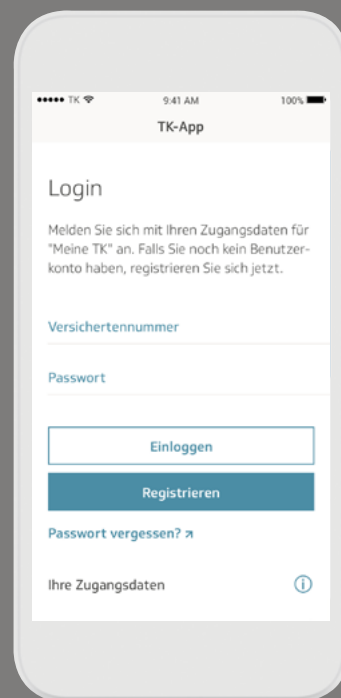 TK 9:41 AM 100%
TK-App
Login
Melden Sie sich mit Ihren Zugangsdaten für
"Meine TK" an. Falls Sie noch kein Benutzer-
konto haben, registrieren Sie sich jetzt.
Versichertennummer
Passwort
Einloggen
Registrieren
Passwort vergessen?
Ihre Zugangsdaten